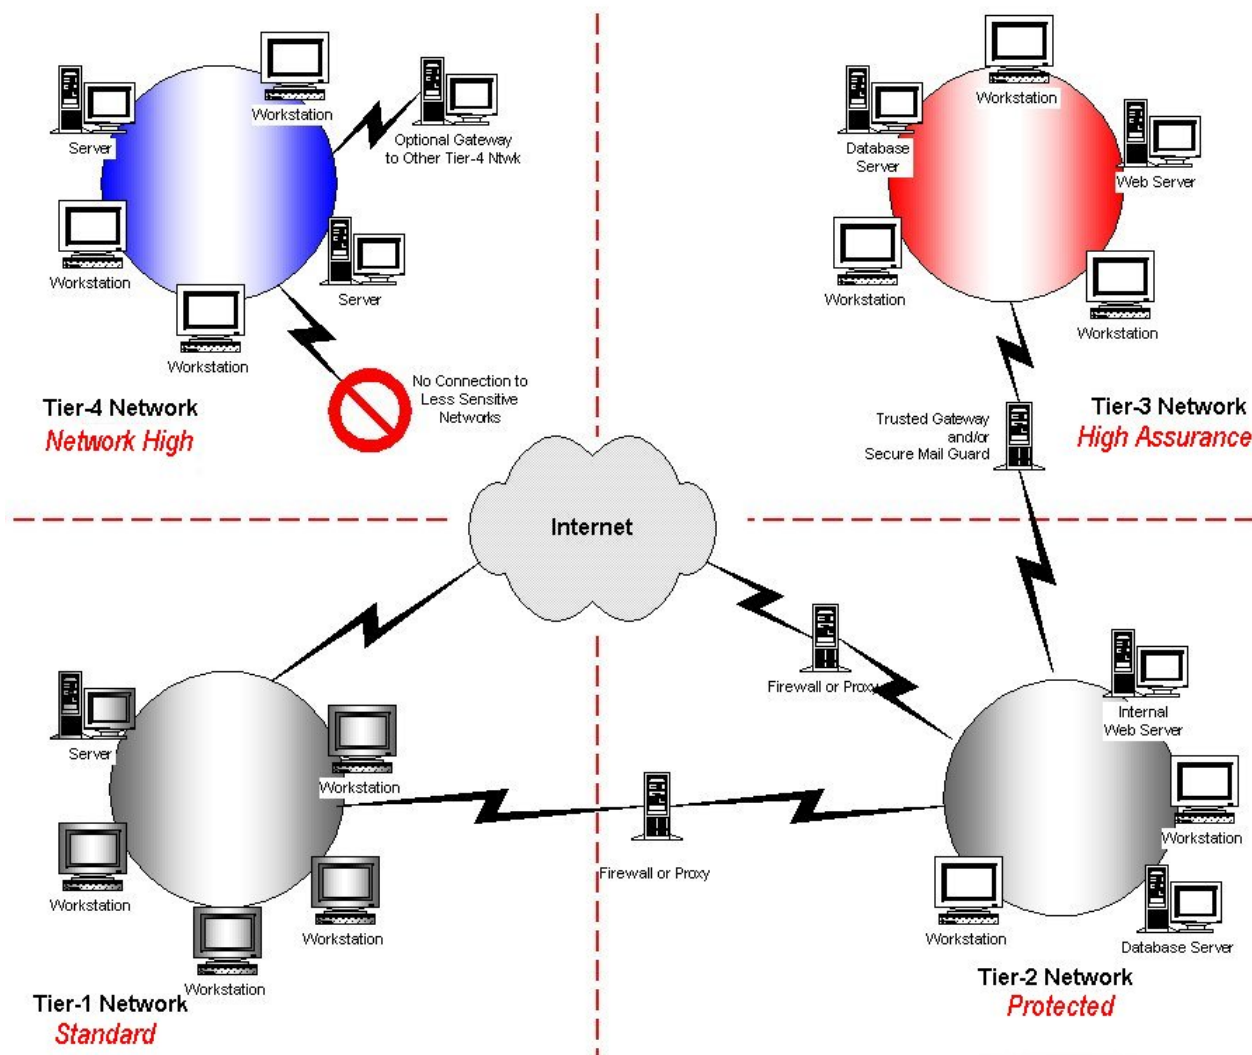 Workstation
Server
Optional Gateway
to Other Tier-4 Ntwk
Workstation
Server
Workstation
No Connection to
Less Sensitive
Networks
Tier-4 Network
Network High
Workstation
Database
Server
Web Server
Workstation
Workstation
Trusted Gateway
and/or
Secure Mail Guard
Tier-3 Network
High Assurance
Internet
Server
Workstation
Workstation
Workstation
Workstation
Tier-1 Network
Standard
Firewall or Proxy
Firewall or Proxy
Internal
Web Server
Workstation
Workstation
Database Server
Tier-2 Network
Protected